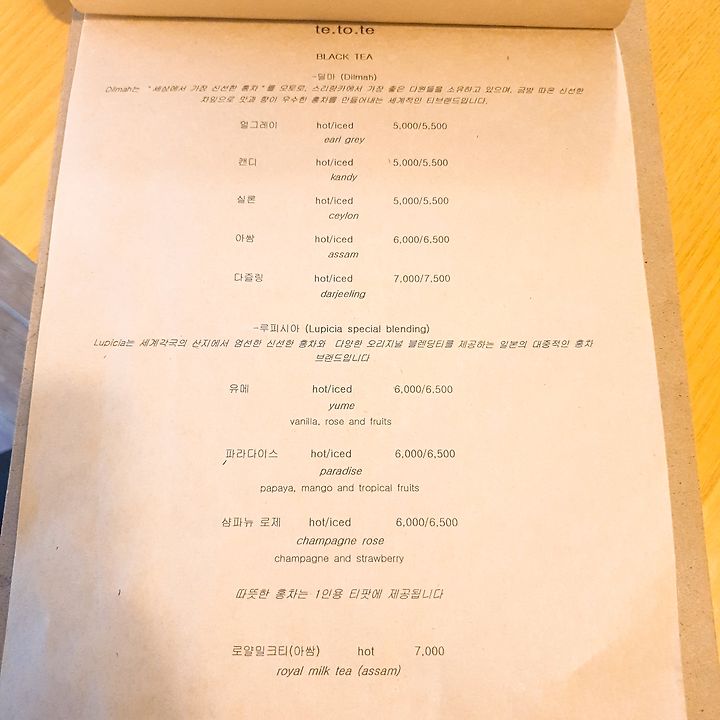 te.to.te
BLACK TEA
-딜마 (Dilmah)
Dilmah는 "세상에서 가장 신선한 홍차"를 모토로, 스리랑카에서 가장 좋은 다원들을 소유하고 있으며, 금방 따온 신선한
찻잎으로 맛과 향이 우수한 홍차를 만들어내는 세계적인 티브랜드입니다.
얼그레이 hot/iced 5,000/5,500
earl grey
캔디 hot/iced 5,000/5,500
kandy
실론 hot/iced 5,000/5,500
ceylon
아쌈 hot/iced 6,000/6,500
assam
다즐링 hot/iced 7,000/7,500
darjeeling
-루피시아 (Lupicia special blending)
Lupicia는 세계각국의 산지에서 엄선한 신선한 홍차와 다양한 오리지널 블렌딩티를 제공하는 일본의 대중적인 홍차
브랜드입니다
유메 hot/iced 6,000/6,500
yume
vanilla, rose and fruits
파라다이스 hot/iced 6,000/6,500
paradise
papaya, mango and tropical fruits
샴파뉴 로제 hot/iced 6,000/6,500
champagne rose
champagne and strawberry
따뜻한 홍차는 1인용 티팟에 제공됩니다
로얄밀크티(아쌈) hot 7,000
royal milk tea (assam)